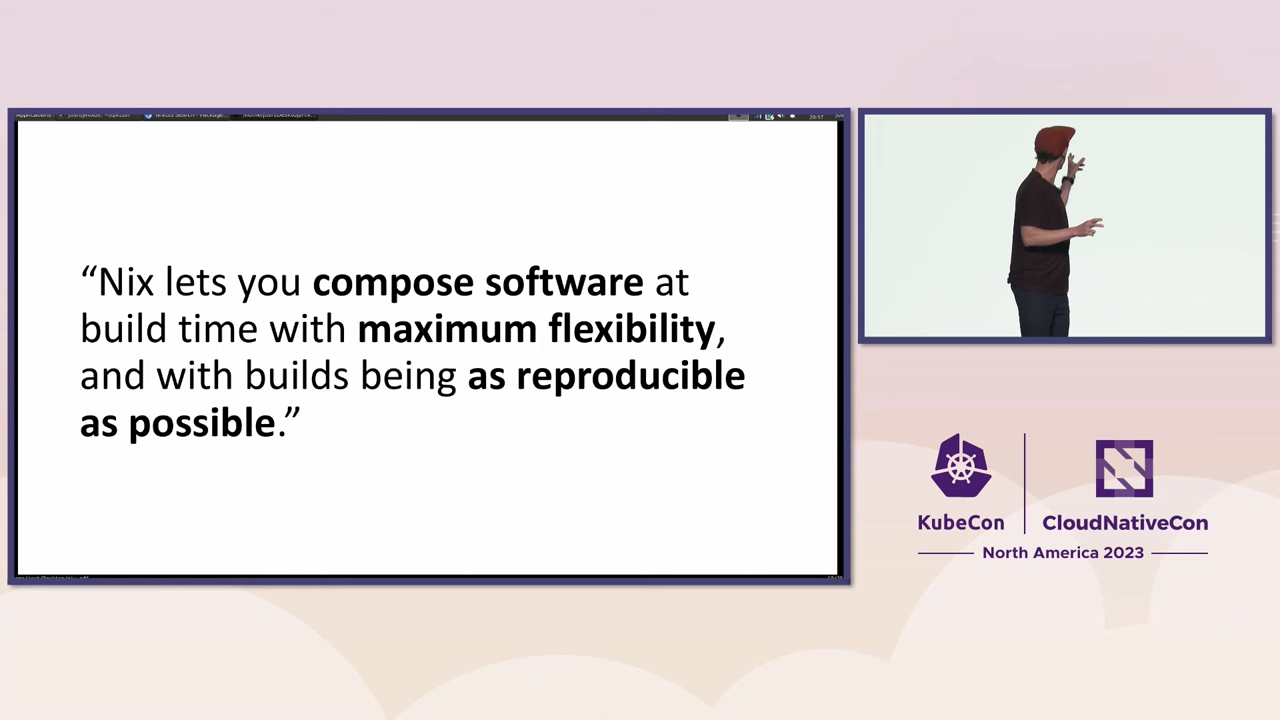 “Nix lets you compose software at
build time with maximum flexibility,
and with builds being as reproducible
as possible.”
KubeCon
CloudNativeCon
North America 2023